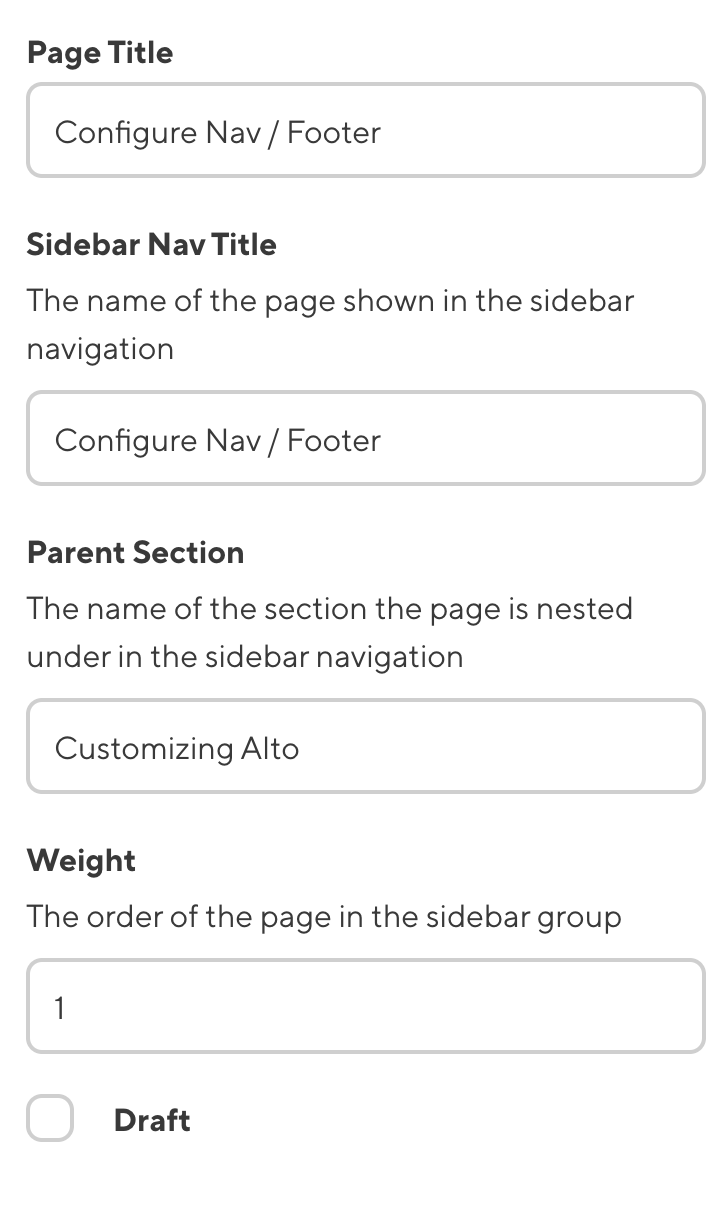 Page Title
Configure Nav / Footer
Sidebar Nav Title
The name of the page shown in the sidebar
navigation
Configure Nav / Footer
Parent Section
The name of the section the page is nested
under in the sidebar navigation
Customizing Alto
Weight
The order of the page in the sidebar group
1
Draft